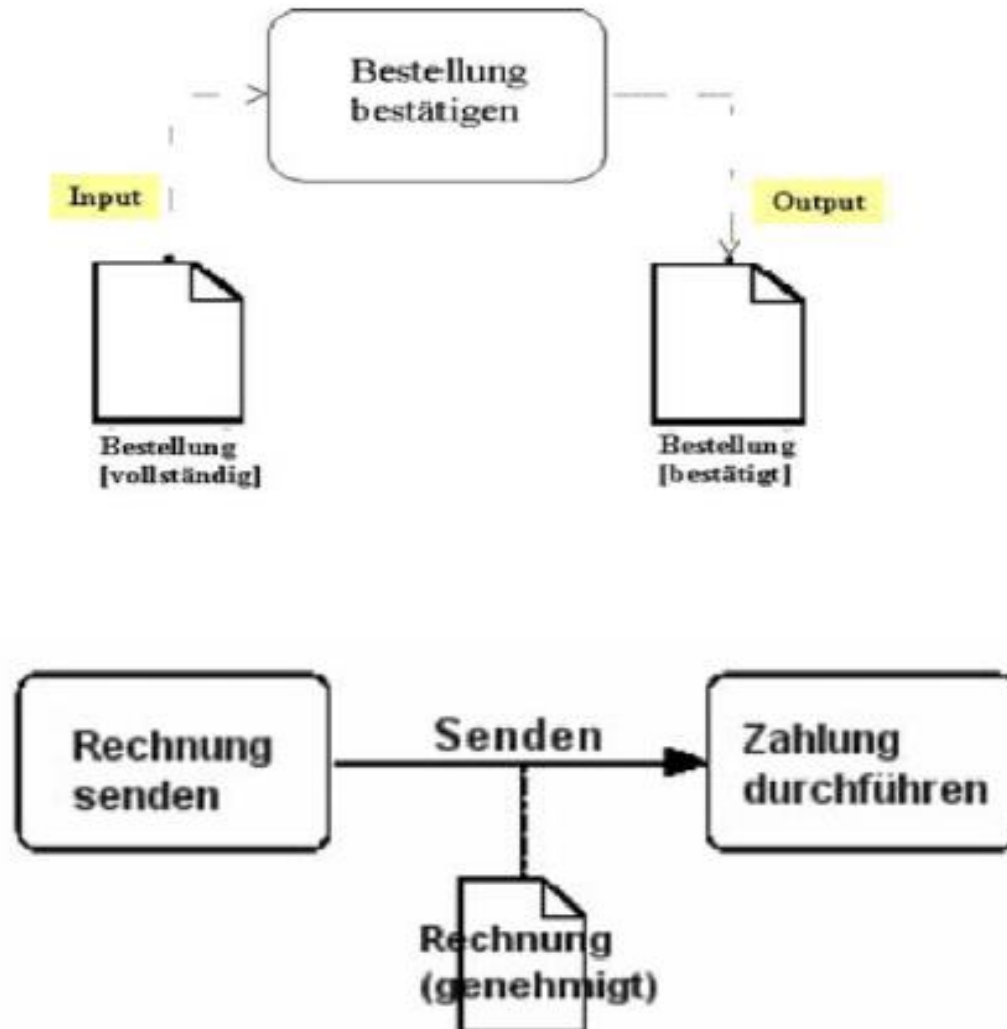 Bestellung
bestätigen
Input
Output
Bestellung
[vollständig]
Bestellung
[bestätigt]
Rechnung
senden
Senden
Zahlung
durchführen
Rechnung
(genehmigt)